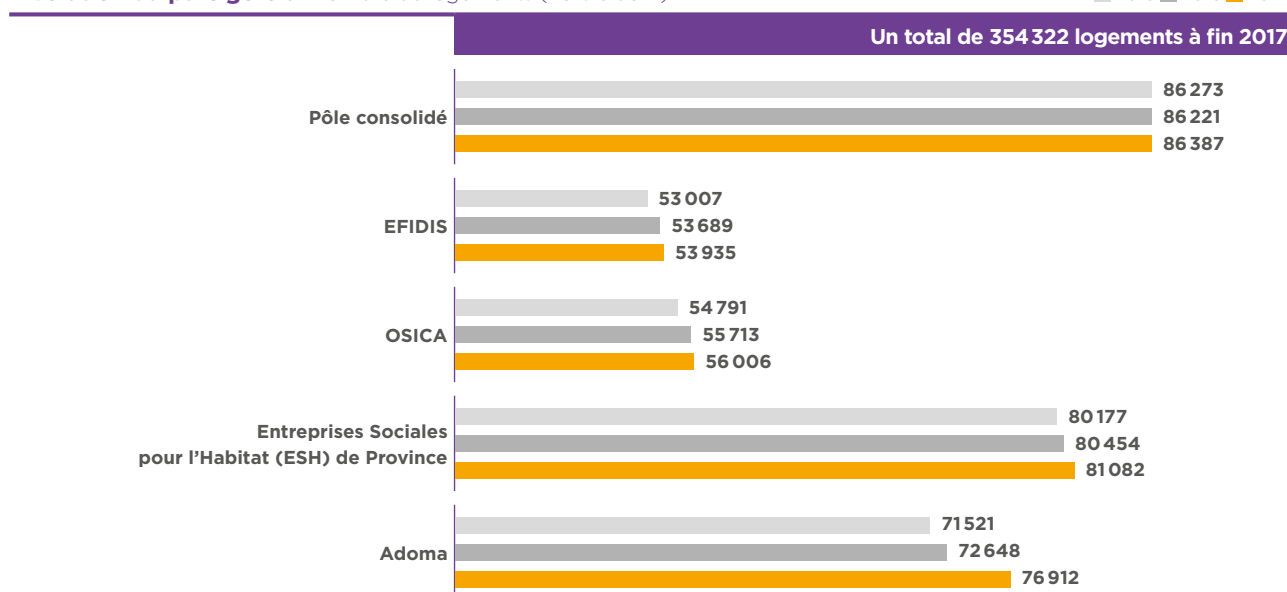 Un total de 354 322 logements à fin 2017
Pôle consolidé
86 273
86 221
86 387
EFIDIS
53 007
53 689
53 935
OSICA
54 791
55 713
56 006
Entreprises Sociales
pour l’Habitat (ESH) de Province
80 177
80 454
81 082
Adoma
71 521
72 648
76 912